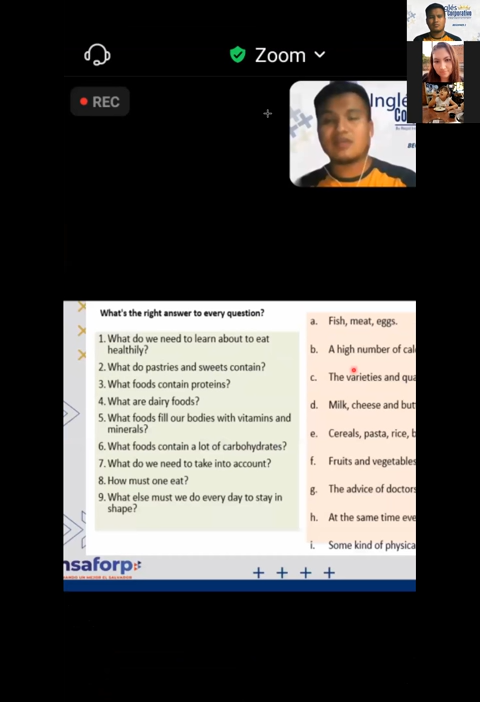 Zoom
REC
What's the right answer to every question?
1. What do we need to learn about to eat
healthily?
2. What do pastries and sweets contain?
3. What foods contain proteins?
4. What are dairy foods?
5. What foods fill our bodies with vitamins and
minerals?
6. What foods contain a lot of carbohydrates?
7. What do we need to take into account?
8. How must one eat?
9. What else must we do every day to stay in
shape?
a. Fish, meat, eggs.
b. A high number of cal
c. The varieties and qua
d. Milk, cheese and but
e. Cereals, pasta, rice, b
f. Fruits and vegetables
g. The advice of doctors
h. At the same time eve
i. Some kind of physica
nsaforp